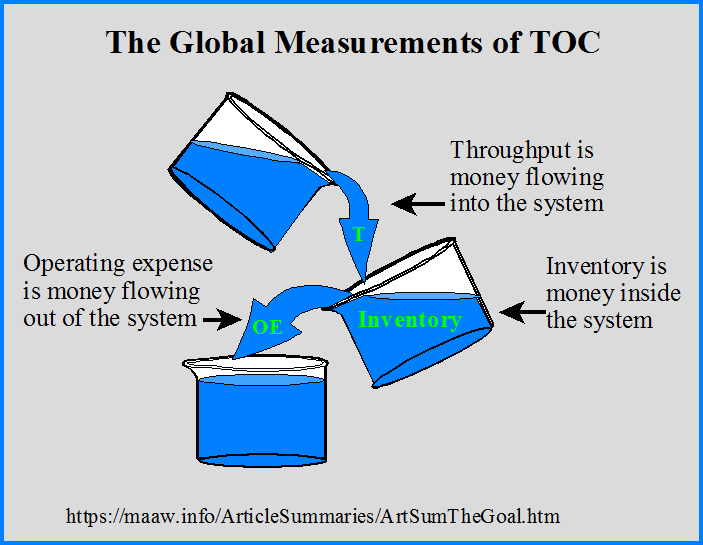 The Global Measurements of TOC
Throughput is
money flowing
into the system
T
Operating expense
is money flowing
out of the system
OE
Inventory
Inventory is
money inside
the system
https://maaw.info/ArticleSummaries/ArtSumTheGoal.htm